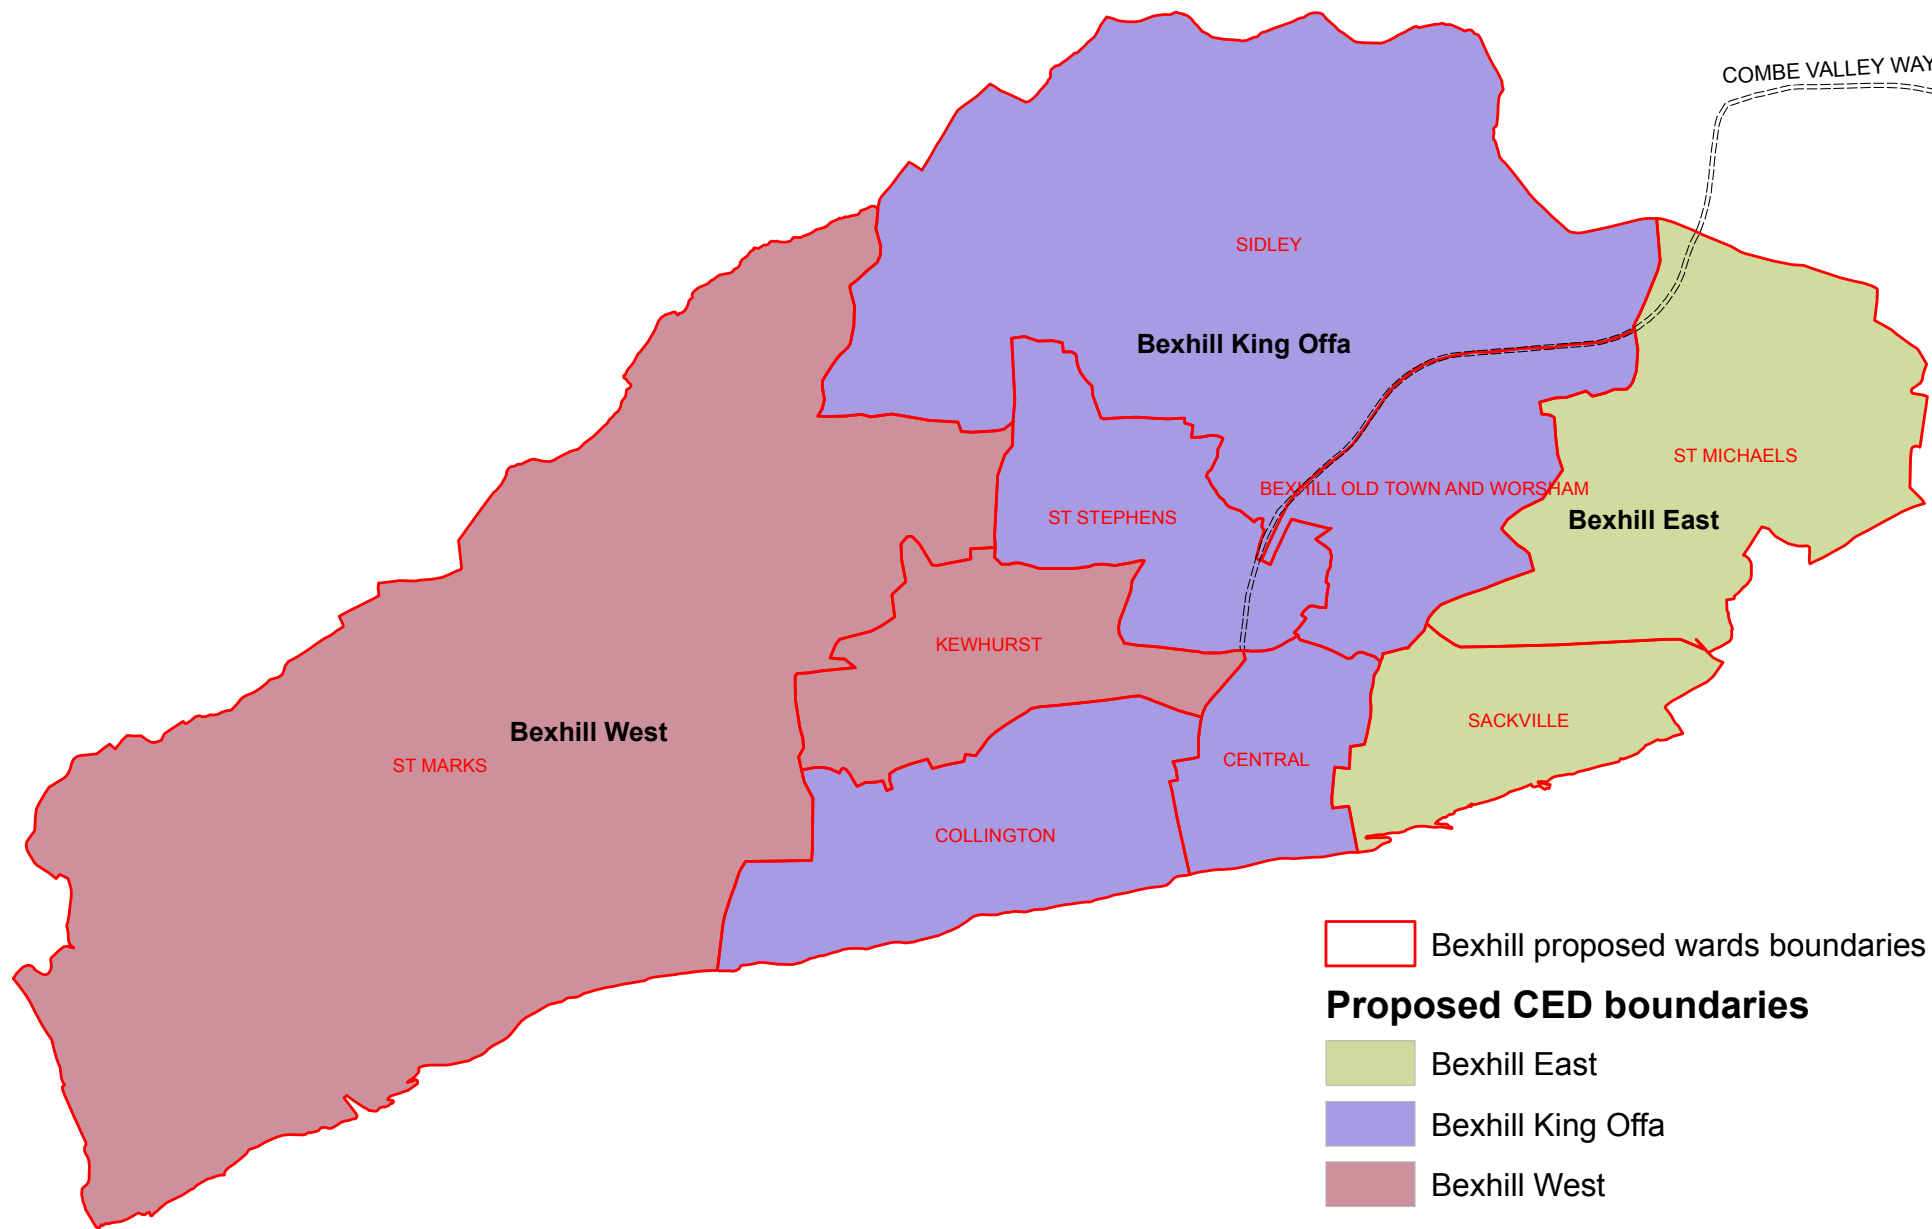 COMBE VALLEY WAY
SIDLEY
Bexhill King Offa
ST MICHAELS
BEXHILL OLD TOWN AND WORSHAM
ST STEPHENS
Bexhill East
KEWHURST
SACKVILLE
Bexhill West
ST MARKS
CENTRAL
COLLINGTON
Bexhill proposed wards boundaries
Proposed CED boundaries
Bexhill East
Bexhill King Offa
Bexhill West